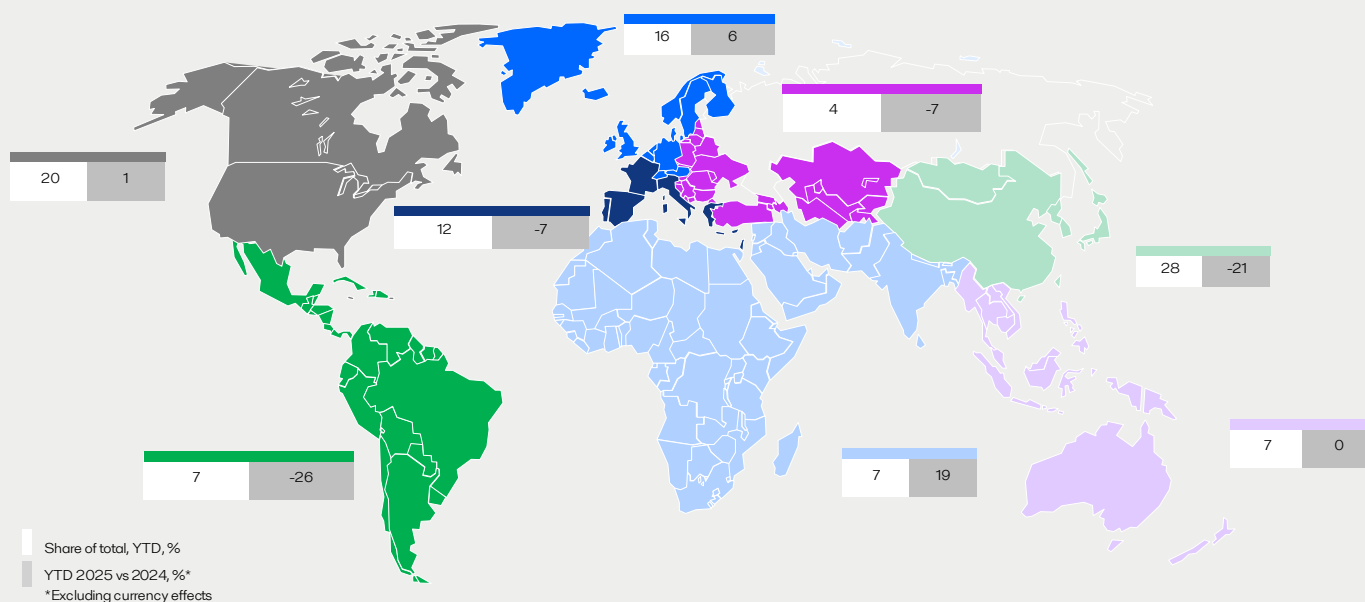 16 6
4 -7
20 1
12 -7
28 -21
7 0
7 -26
7 19
Share of total, YTD, %
YTD 2025 vs 2024, %*
*Excluding currency effects